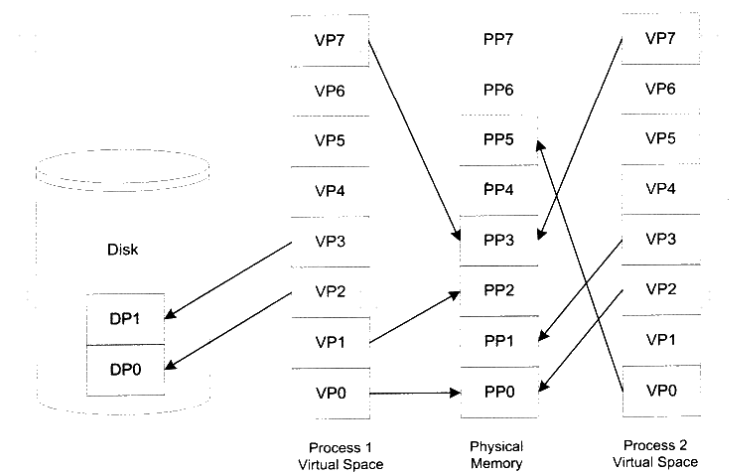 VP7 PP7 VP7
VP6 PP6 VP6
VP5 PP5 VP5
VP4 PP4 VP4
Disk VP3 PP3 VP3
DP1 VP2 PP2 VP2
DP0 VP1 PP1 VP1
VP0 PP0 VP0
Process 1 Physical Process 2
Virtual Space Memory Virtual Space